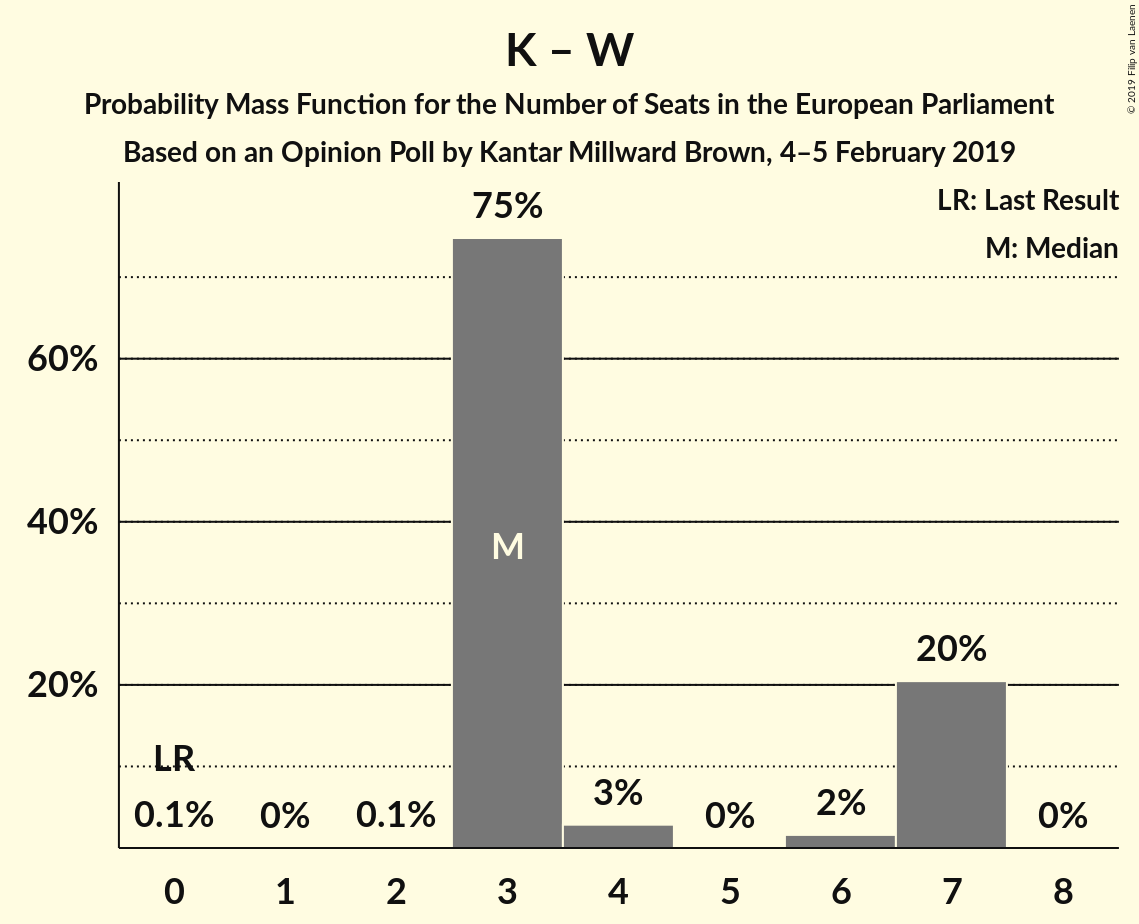 K – W
Probability Mass Function for the Number of Seats in the European Parliament
Based on an Opinion Poll by Kantar Millward Brown, 4–5 February 2019
© 2019 Filip van Laenen
LR: Last Result
M: Median
75%
60%
40%
M
20%
20%
LR
0.1%
0%
0.1%
3%
0%
2%
0%
0 1 2 3 4 5 6 7 8